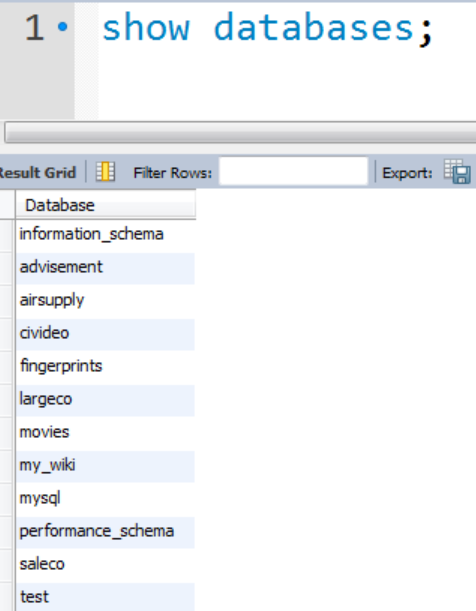 1 show databases;
Result Grid Filter Rows: Export:
Database
information_schema
advisement
airsupply
civideo
fingerprints
largeco
movies
my_wiki
mysql
performance_schema
saleco
test